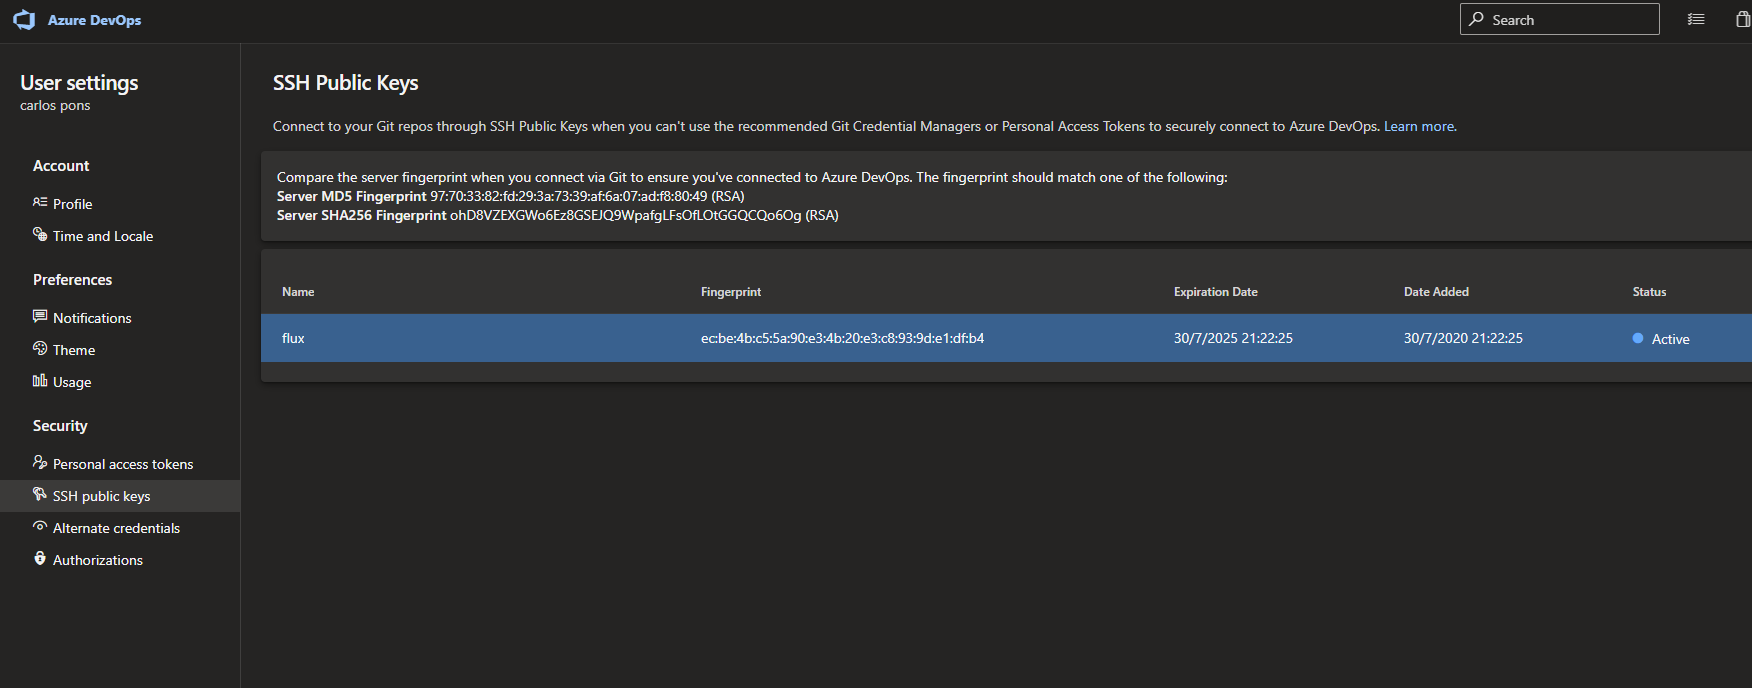 Azure DevOps
Search
User settings
carlos pons
Account
Profile
Time and Locale
Preferences
Notifications
Theme
Usage
Security
Personal access tokens
SSH public keys
Alternate credentials
Authorizations
SSH Public Keys
Connect to your Git repos through SSH Public Keys when you can't use the recommended Git Credential Managers or Personal Access Tokens to securely connect to Azure DevOps. Learn more.
Compare the server fingerprint when you connect via Git to ensure you've connected to Azure DevOps. The fingerprint should match one of the following:
Server MD5 Fingerprint 97:70:33:82:fd:29:3a:73:39:af:6a:07:ad:f8:80:49 (RSA)
Server SHA256 Fingerprint ohD8VZEXGWo6Ez8GSEJQ9WpafgLFsOfLOtGGQCQo6Og (RSA)
Name Fingerprint Expiration Date Date Added Status
flux ec:be:4b:c5:5a:90:e3:4b:20:e3:c8:93:9d:e1:df:b4 30/7/2025 21:22:25 30/7/2020 21:22:25 Active